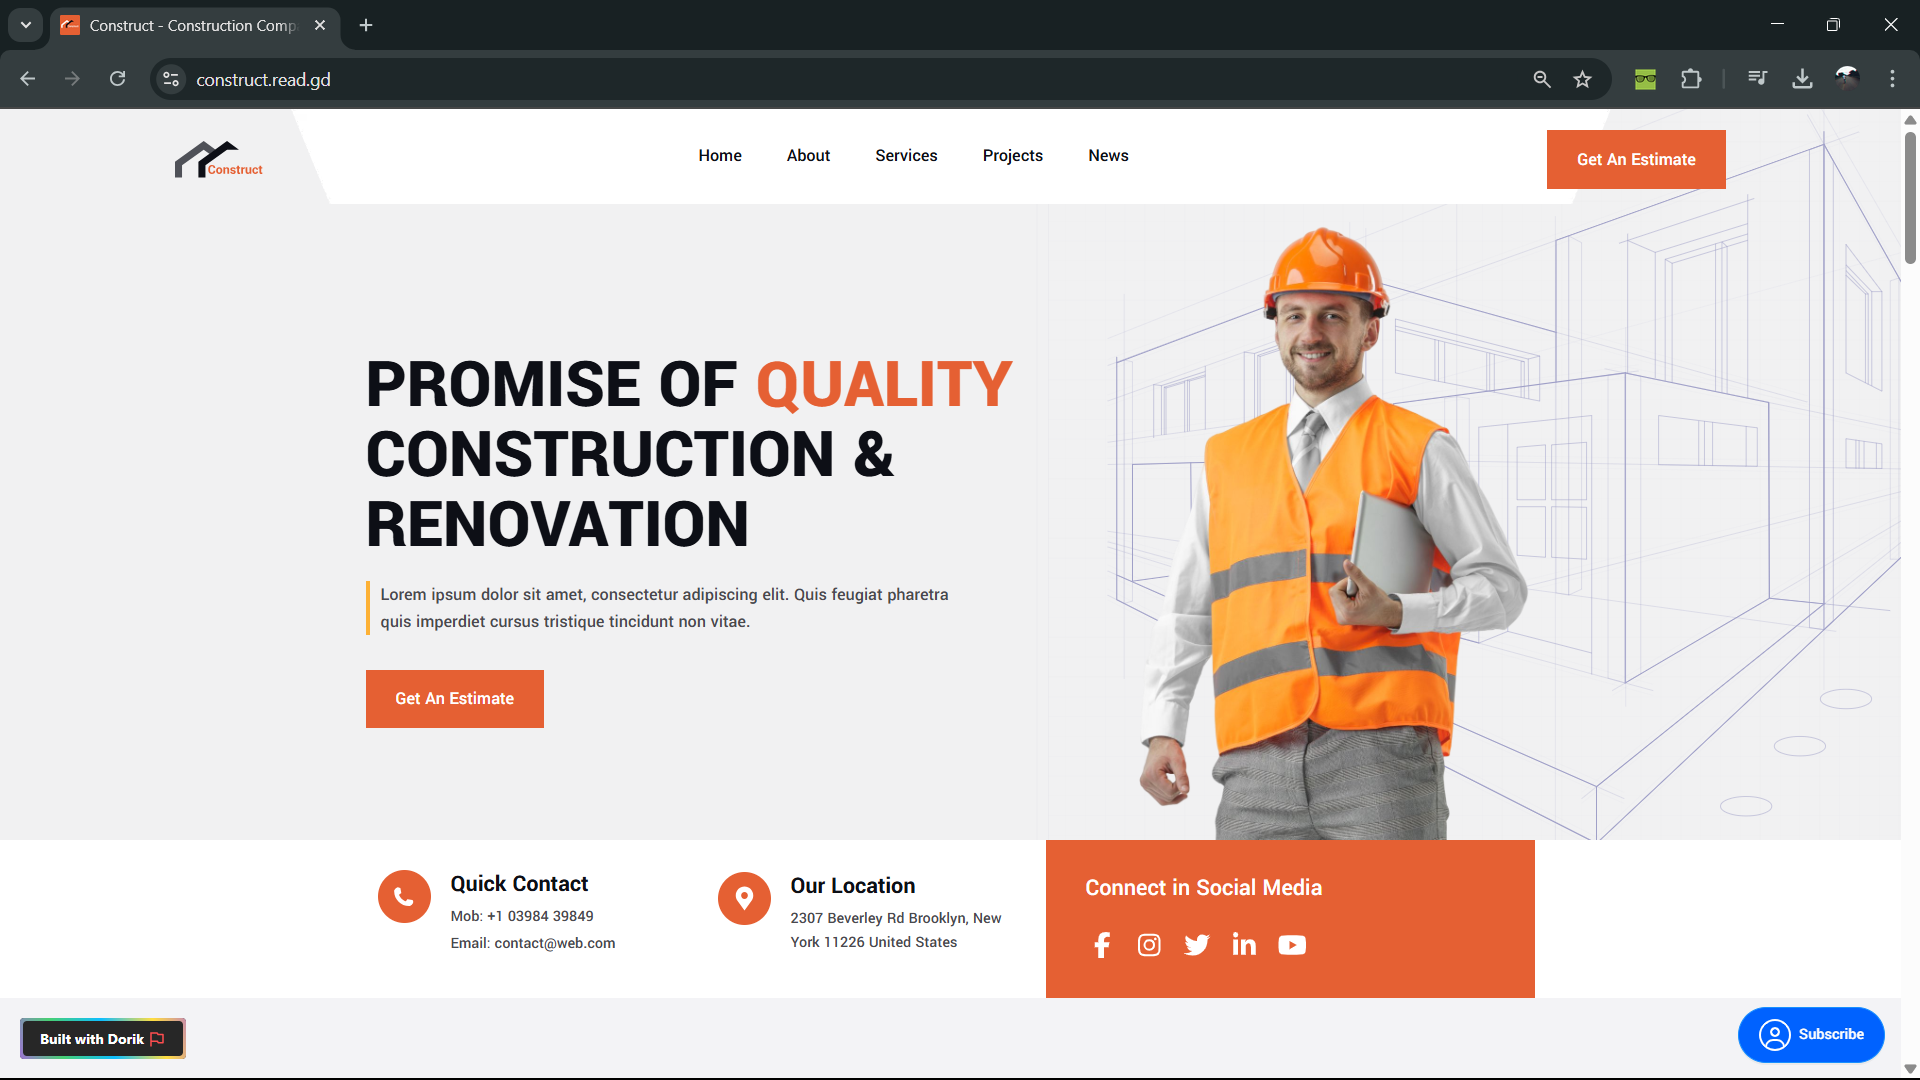 Construct - Construction Comp
construct.read.gd
Construct
Home
About
Services
Projects
News
Get An Estimate
PROMISE OF QUALITY
CONSTRUCTION &
RENOVATION
Lorem ipsum dolor sit amet, consectetur adipiscing elit. Quis feugiat pharetra
quis imperdiet cursus tristique tincidunt non vitae.
Get An Estimate
Quick Contact
Mob: +1 03984 39849
Email: contact@web.com
Our Location
2307 Beverley Rd Brooklyn, New
York 11226 United States
Connect in Social Media
Built with Dorik
Subscribe